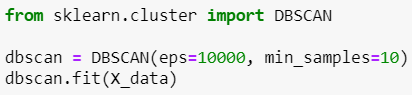 from sklearn.cluster import DBSCAN

dbscan = DBSCAN(eps=10000, min_samples=10)
dbscan.fit(X_data)